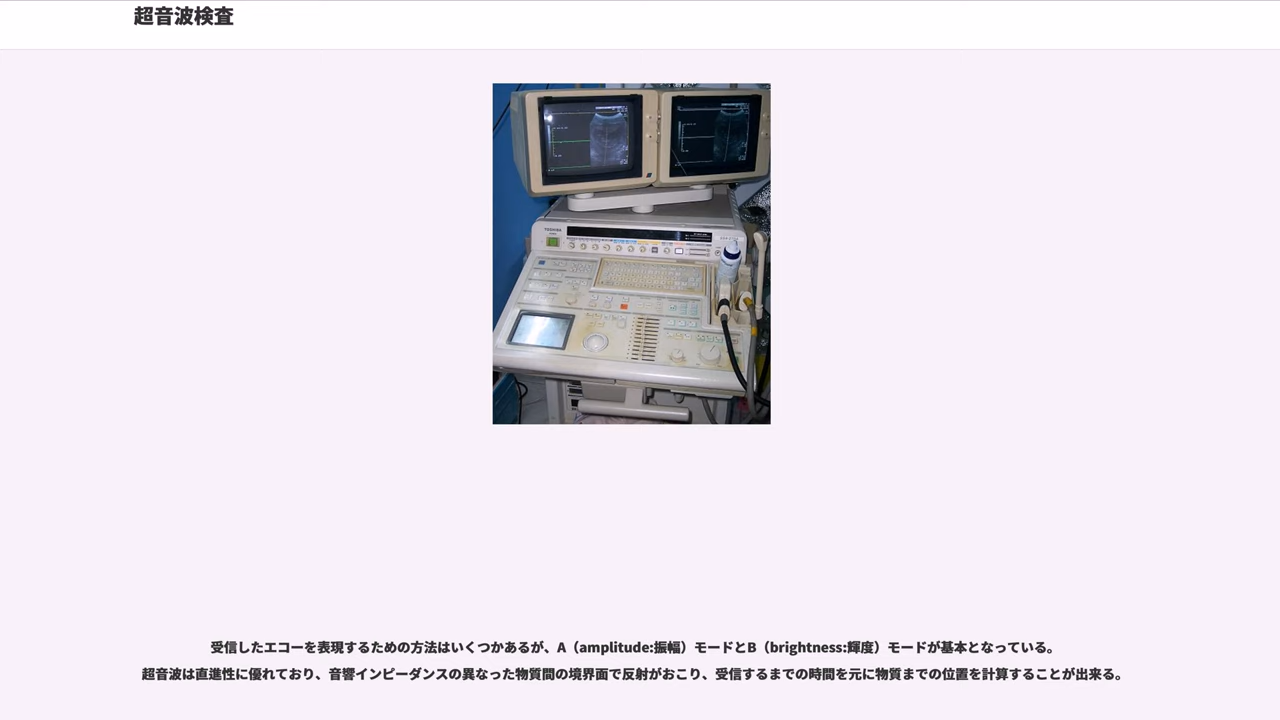 超音波検査
TOSHIBA
受信したエコーを表現するための方法はいくつかあるが、A（amplitude:振幅）モードとB（brightness:輝度）モードが基本となっている。
超音波は直進性に優れており、音響インピーダンスの異なった物質間の境界面で反射がおこり、受信するまでの時間を元に物質までの位置を計算することが出来る。